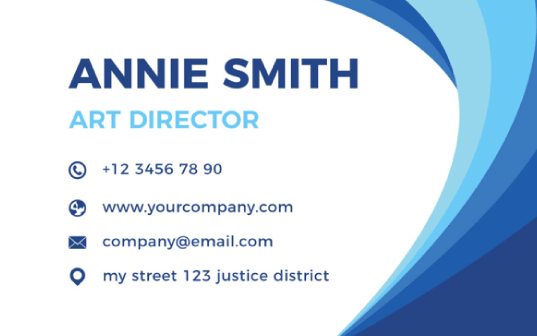 ANNIE SMITH
ART DIRECTOR
+12 3456 78 90
www.yourcompany.com
company@email.com
my street 123 justice district